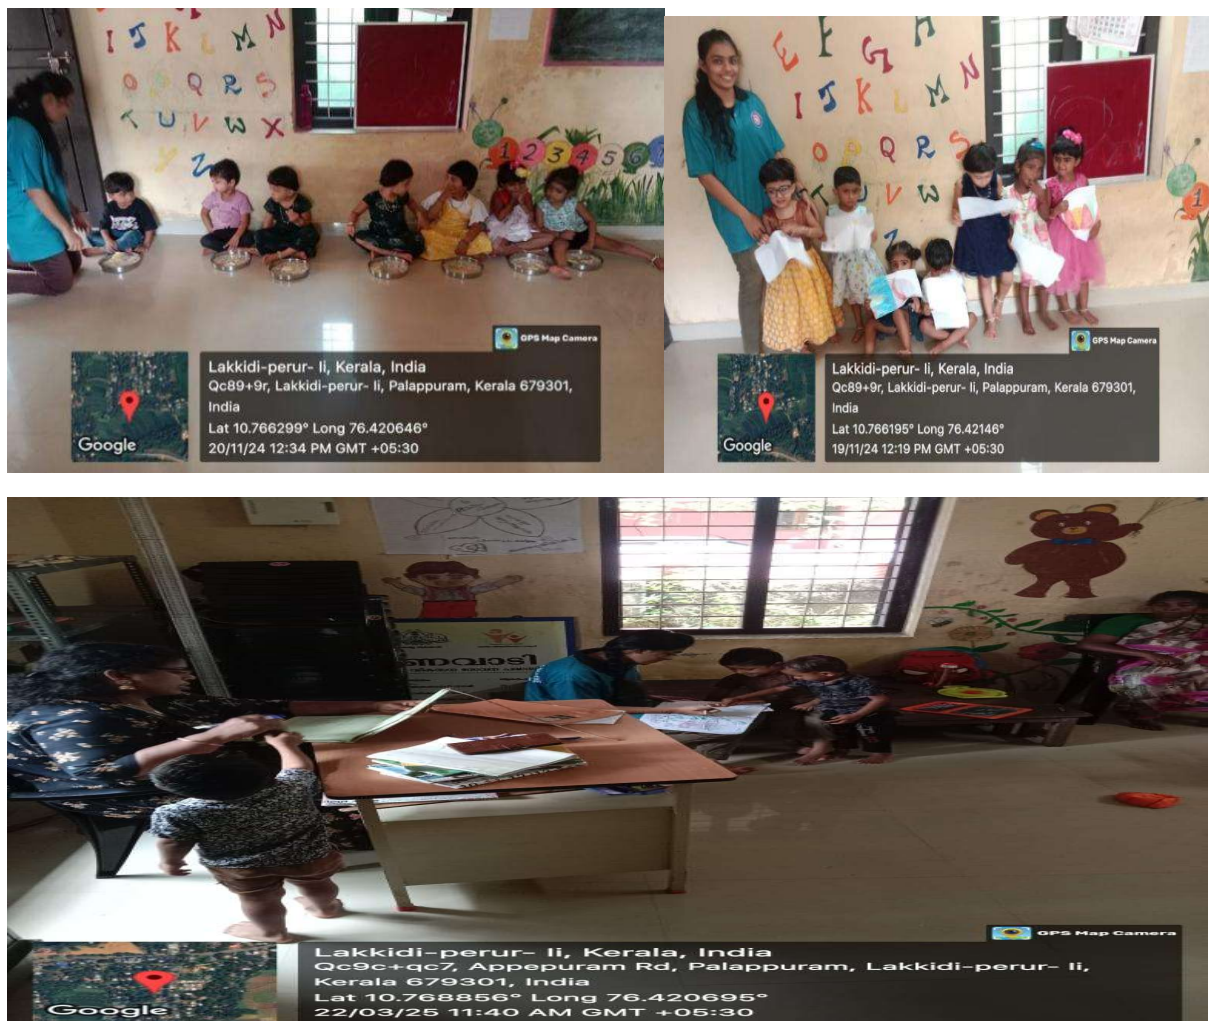 I J K L M N
O P Q R S
T U V W X
Y Z
1 2 3 4 5 6
GPS Map Camera
Lakkidi-perur- Ii, Kerala, India
Qc89+9r, Lakkidi-perur- Ii, Palappuram, Kerala 679301,
India
Lat 10.766299° Long 76.420646°
20/11/24 12:34 PM GMT +05:30
Google
E F G H
I J K L M N
O P Q R S
T U V W
Z
1
GPS Map Camera
Lakkidi-perur- Ii, Kerala, India
Qc89+9r, Lakkidi-perur- Ii, Palappuram, Kerala 679301,
India
Lat 10.766195° Long 76.42146°
19/11/24 12:19 PM GMT +05:30
Google
GPS Map Camera
Lakkidi-perur- Ii, Kerala, India
Qc9c+qc7, Appepuram Rd, Palappuram, Lakkidi-perur- Ii,
Kerala 679301, India
Lat 10.768856° Long 76.420695°
22/03/25 11:40 AM GMT +05:30
Google